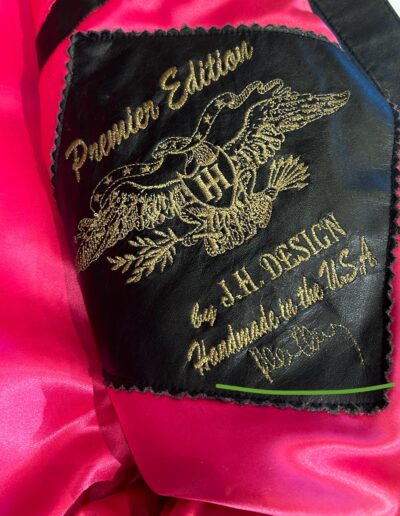 Premier Edition
JH
by J.H. DESIGN
Handmade in the USA